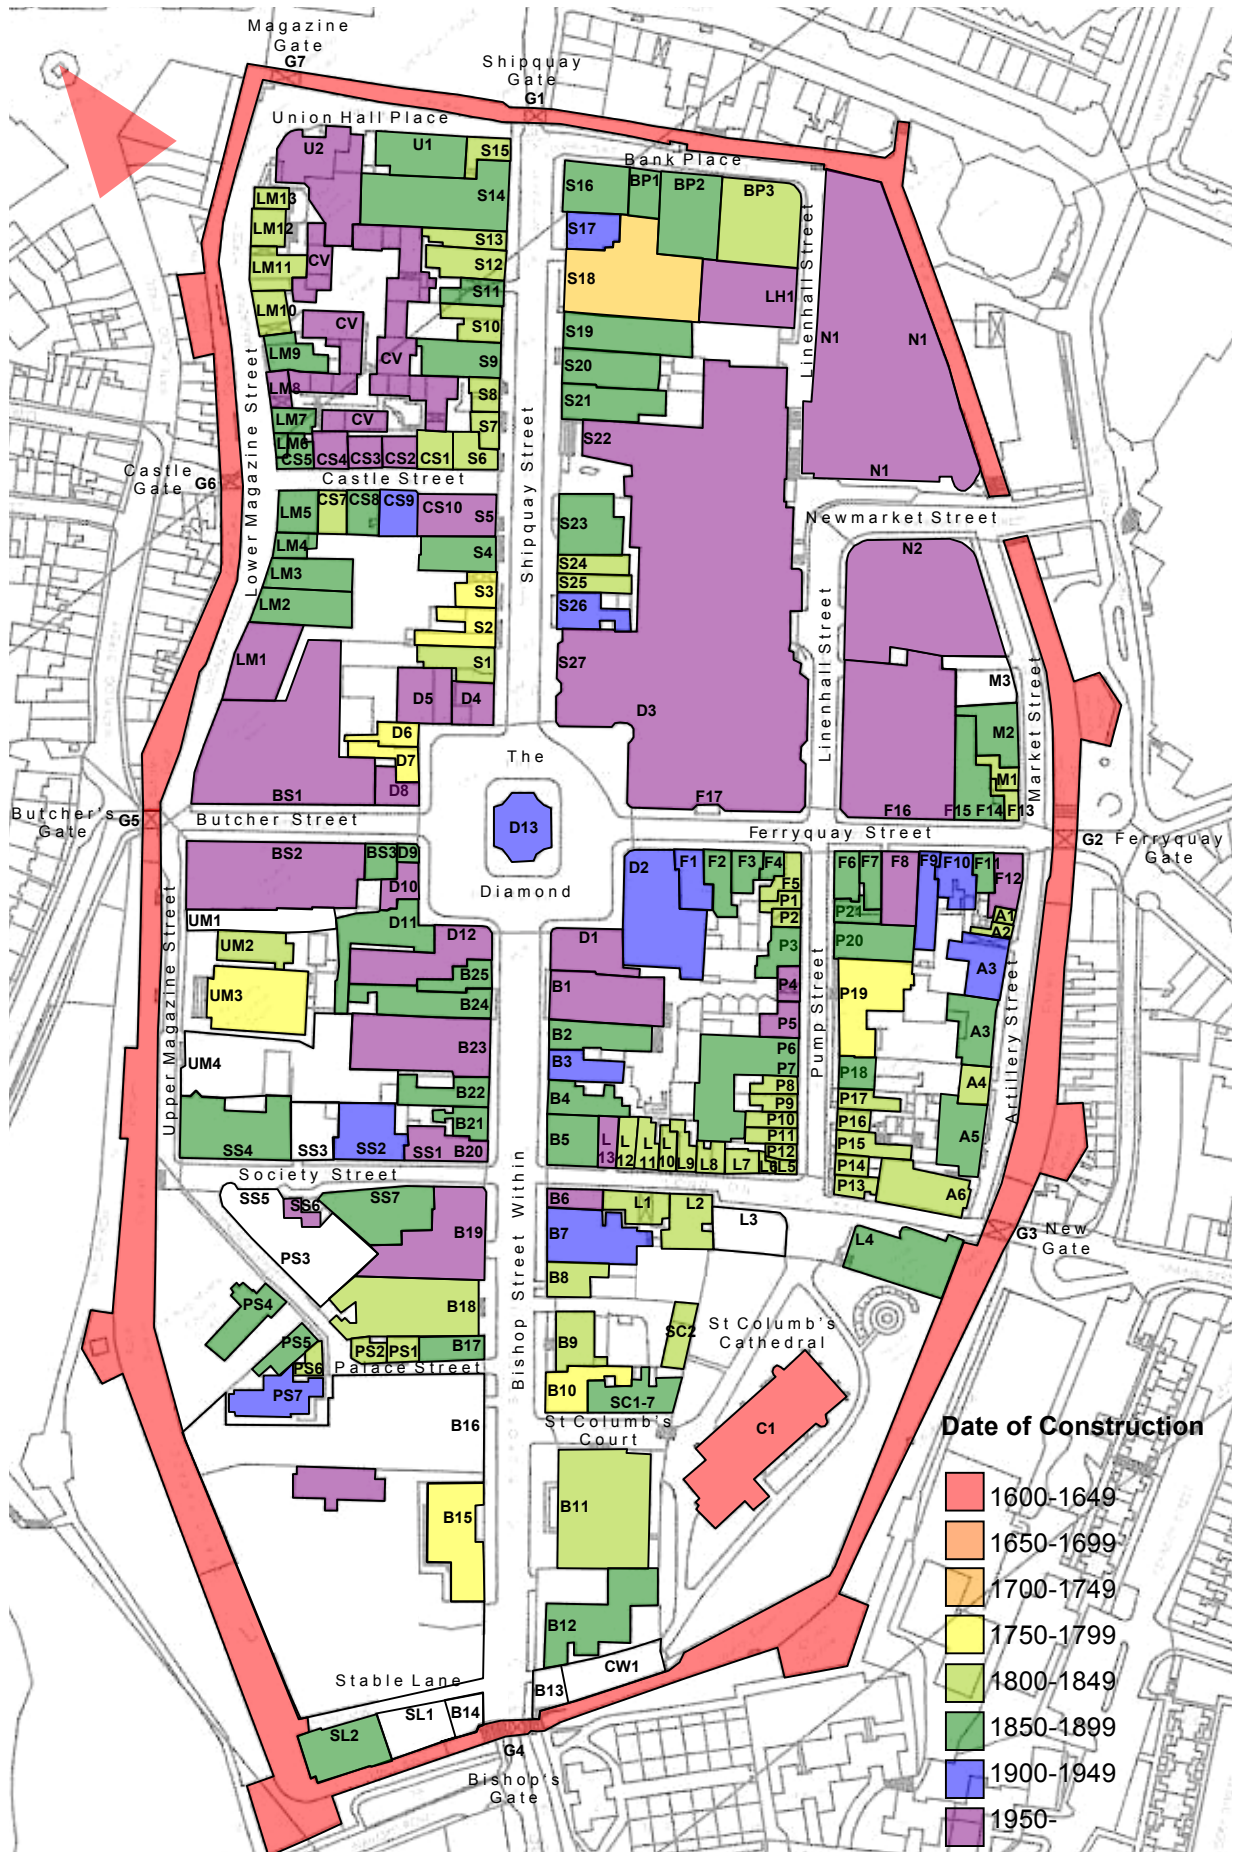 Magazine
Gate
G7
Shipquay
Gate
G1
Union Hall Place
Bank Place
U2
U1
S15
S14
LM13
LM12
S13
CV
LM11
S12
S11
LM10
CV
S10
LM9
CV
S9
LM8
S8
LM7
CV
S7
LM6
CS5
CS4
CS3
CS2
CS1
S6
S16
BP1
BP2
BP3
S17
S18
LH1
S19
S20
S21
S22
N1
N1
N1
Linenhall Street
Lower Magazine Street
Shipquay Street
Castle
Gate
G6
Castle Street
LM5
CS7
CS8
CS9
CS10
S5
LM4
S4
LM3
S3
LM2
S2
LM1
S1
D5
D4
D6
D7
D8
BS1
S23
S24
S25
S26
S27
D3
F17
Newmarket Street
N2
Linenhall Street
M3
M2
M1
F16
F15
F14
F13
Market Street
The
D13
Diamond
Butcher's
Gate
G5
Butcher Street
Ferryquay Street
G2
Ferryquay
Gate
BS2
BS3
D9
D10
UM1
D11
UM2
D12
B25
UM3
B24
UM4
B23
B22
B21
SS4
SS3
SS2
SS1
B20
Upper Magazine Street
D2
F1
F2
F3
F4
F5
P1
P2
D1
P3
P4
B1
P5
B2
P6
B3
P7
P8
B4
P9
P10
B5
P11
P12
L
13
L
12
L
11
L
10
L9
L8
L7
L6
L5
Pump Street
F6
F7
F8
F9
F10
F11
F12
P21
A1
A2
P20
A3
P19
A3
P18
A4
P17
P16
A5
P15
P14
P13
A6
Artillery Street
Society Street
SS5
SS6
SS7
PS3
B19
B18
PS4
PS5
PS6
PS2
PS1
B17
PS7
Palace Street
B16
B15
Bishop Street Within
B6
L1
L2
L3
B7
B8
B9
SC2
B10
SC1-7
L4
G3
New
Gate
St Columb's
Cathedral
C1
St Columb's
Court
B11
B12
CW1
B13
Stable Lane
SL1
B14
SL2
G4
Bishop's
Gate
Date of Construction
1600-1649
1650-1699
1700-1749
1750-1799
1800-1849
1850-1899
1900-1949
1950-